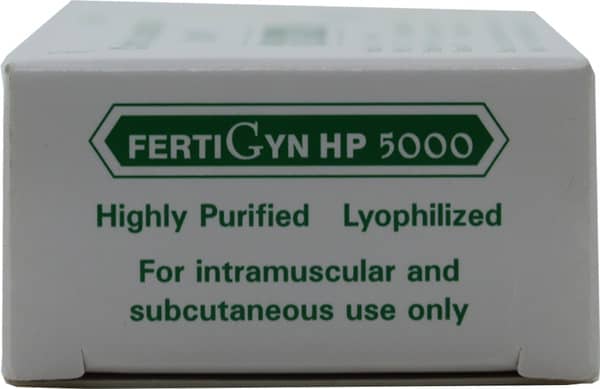 FERTIGYN HP 5000
Highly Purified Lyophilized
For intramuscular and
subcutaneous use only